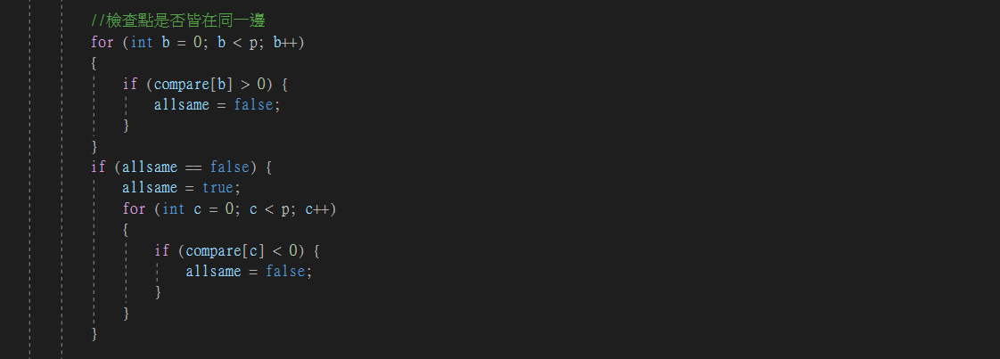 //檢查點是否皆在同一邊
for (int b = 0; b < p; b++)
{
if (compare[b] > 0) {
allsame = false;
}
}
if (allsame == false) {
allsame = true;
for (int c = 0; c < p; c++)
{
if (compare[c] < 0) {
allsame = false;
}
}
}